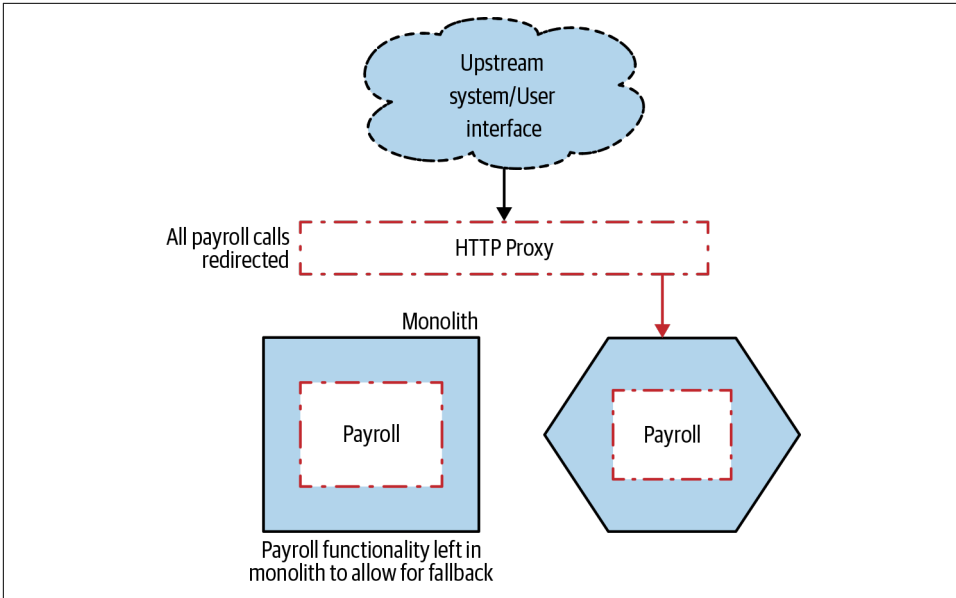 Upstream
system/User
interface
All payroll calls
redirected
HTTP Proxy
Monolith
Payroll
Payroll
Payroll functionality left in
monolith to allow for fallback